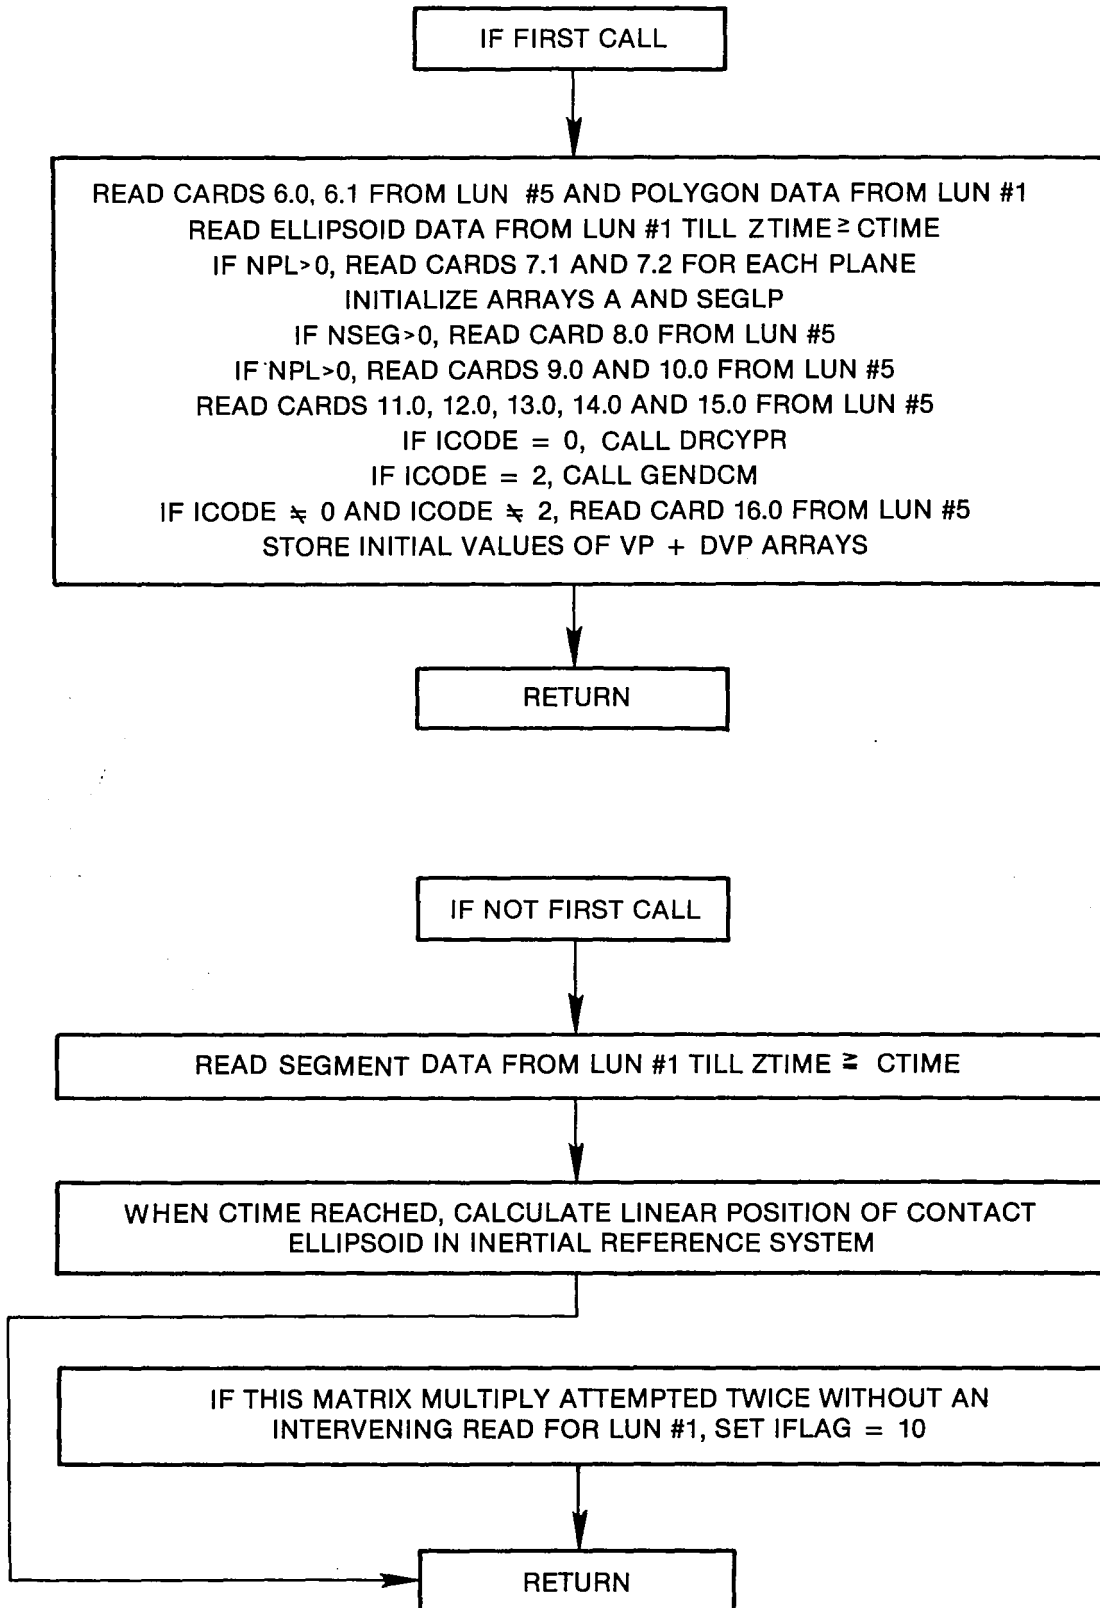 IF FIRST CALL
READ CARDS 6.0, 6.1 FROM LUN #5 AND POLYGON DATA FROM LUN #1
READ ELLIPSOID DATA FROM LUN #1 TILL ZTIME ≥ CTIME
IF NPL>0, READ CARDS 7.1 AND 7.2 FOR EACH PLANE
INITIALIZE ARRAYS A AND SEGLP
IF NSEG>0, READ CARD 8.0 FROM LUN #5
IF NPL>0, READ CARDS 9.0 AND 10.0 FROM LUN #5
READ CARDS 11.0, 12.0, 13.0, 14.0 AND 15.0 FROM LUN #5
IF ICODE = 0, CALL DRCYPR
IF ICODE = 2, CALL GENDCM
IF ICODE ≠ 0 AND ICODE ≠ 2, READ CARD 16.0 FROM LUN #5
STORE INITIAL VALUES OF VP + DVP ARRAYS
RETURN
IF NOT FIRST CALL
READ SEGMENT DATA FROM LUN #1 TILL ZTIME ≧ CTIME
WHEN CTIME REACHED, CALCULATE LINEAR POSITION OF CONTACT
ELLIPSOID IN INERTIAL REFERENCE SYSTEM
IF THIS MATRIX MULTIPLY ATTEMPTED TWICE WITHOUT AN
INTERVENING READ FOR LUN #1, SET IFLAG = 10
RETURN